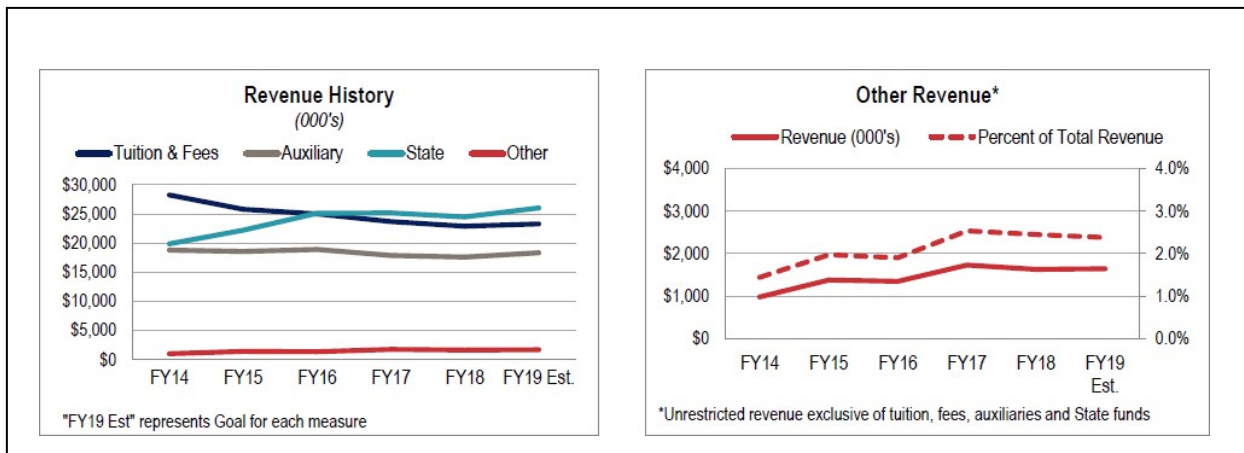 Revenue History
(000's)
Tuition & Fees Auxiliary State Other
$30,000
$25,000
$20,000
$15,000
$10,000
$5,000
$0
FY14 FY15 FY16 FY17 FY18 FY19 Est.
"FY19 Est" represents Goal for each measure
Other Revenue*
Revenue (000's) Percent of Total Revenue
$4,000 4.0%
$3,000 3.0%
$2,000 2.0%
$1,000 1.0%
$0 0.0%
FY14 FY15 FY16 FY17 FY18 FY19
Est.
*Unrestricted revenue exclusive of tuition, fees, auxiliaries and State funds